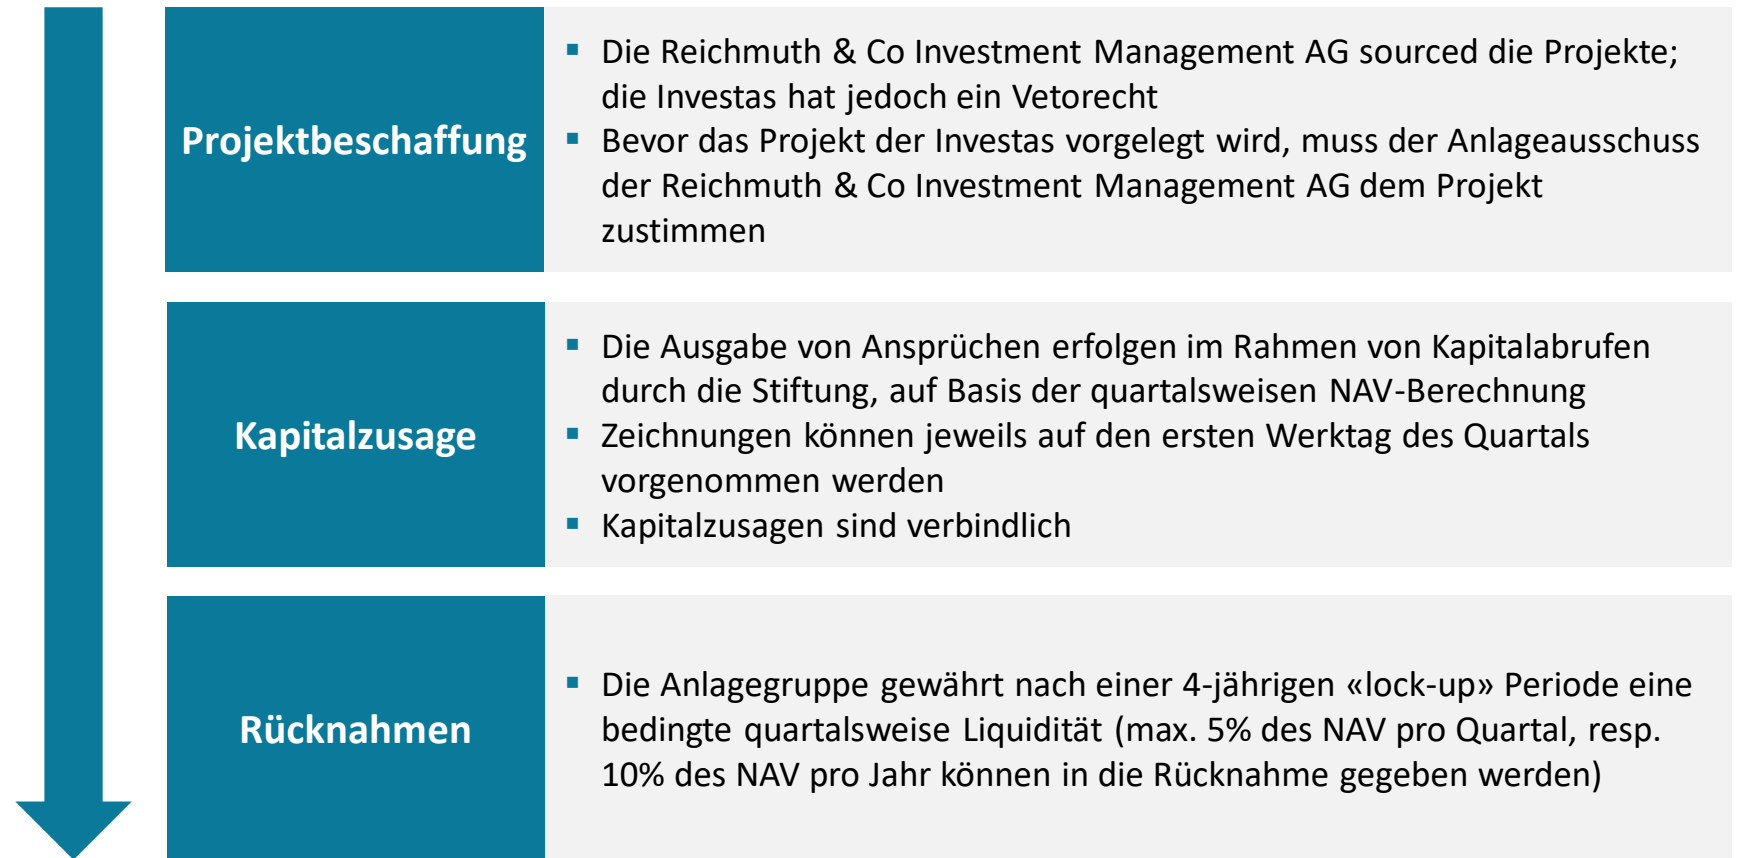 Projektbeschaffung
▪ Die Reichmuth & Co Investment Management AG sourced die Projekte;
die Investas hat jedoch ein Vetorecht
▪ Bevor das Projekt der Investas vorgelegt wird, muss der Anlageausschuss
der Reichmuth & Co Investment Management AG dem Projekt
zustimmen
Kapitalzusage
▪ Die Ausgabe von Ansprüchen erfolgen im Rahmen von Kapitalabrufen
durch die Stiftung, auf Basis der quartalsweisen NAV-Berechnung
▪ Zeichnungen können jeweils auf den ersten Werktag des Quartals
vorgenommen werden
▪ Kapitalzusagen sind verbindlich
Rücknahmen
▪ Die Anlagegruppe gewährt nach einer 4-jährigen «lock-up» Periode eine
bedingte quartalsweise Liquidität (max. 5% des NAV pro Quartal, resp.
10% des NAV pro Jahr können in die Rücknahme gegeben werden)